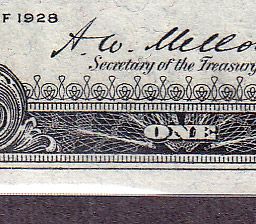 F 1928
A. W. Mello
Secretary of the Treasury
ONE